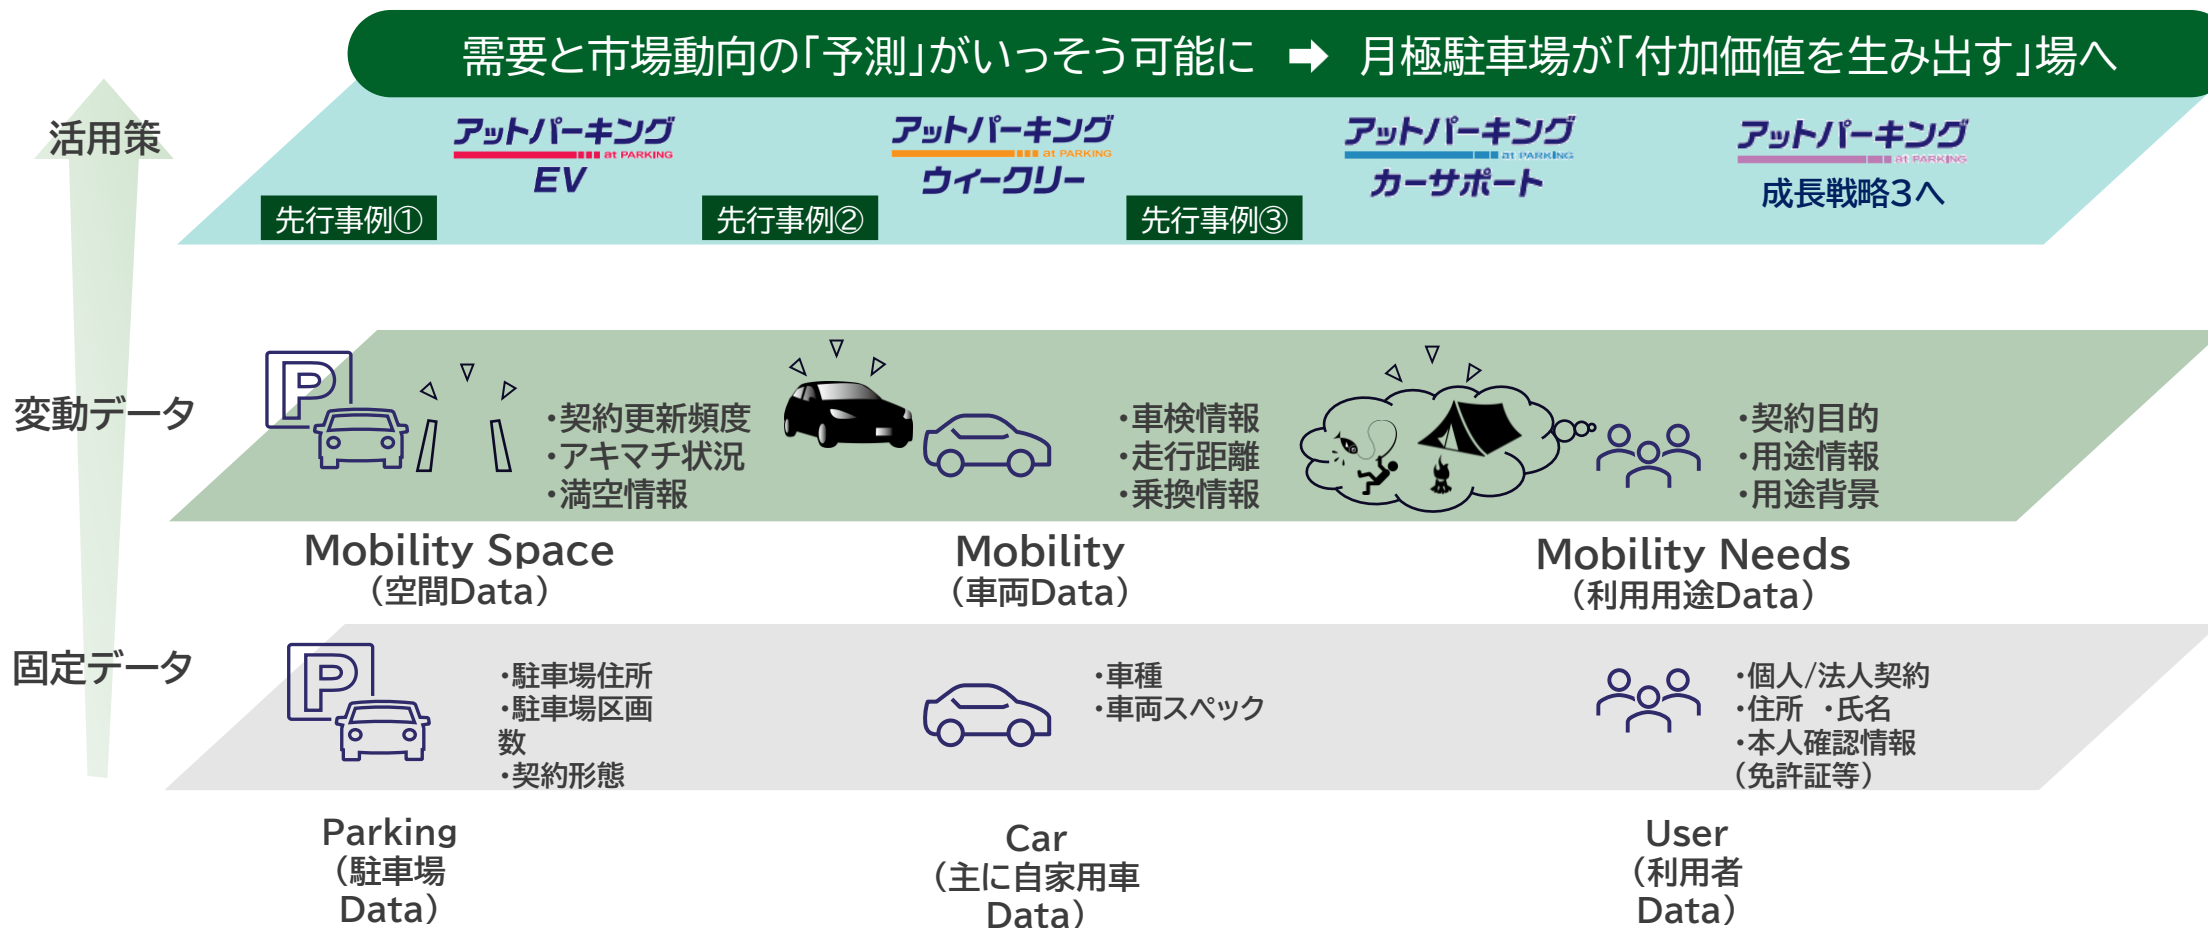 需要と市場動向の「予測」がいっそう可能に ➡ 月極駐車場が「付加価値を生み出す」場へ
活用策
アットパーキング
at PARKING
EV
先行事例①
アットパーキング
at PARKING
ウィークリー
先行事例②
アットパーキング
at PARKING
カーサポート
先行事例③
アットパーキング
at PARKING
成長戦略3へ
変動データ
P
・契約更新頻度
・アキマチ状況
・満空情報
・車検情報
・走行距離
・乗換情報
・契約目的
・用途情報
・用途背景
Mobility Space
（空間Data）
Mobility
（車両Data）
Mobility Needs
（利用用途Data）
固定データ
P
・駐車場住所
・駐車場区画
数
・契約形態
・車種
・車両スペック
・個人/法人契約
・住所 ・氏名
・本人確認情報
（免許証等）
Parking
（駐車場
Data）
Car
（主に自家用車
Data）
User
（利用者
Data）